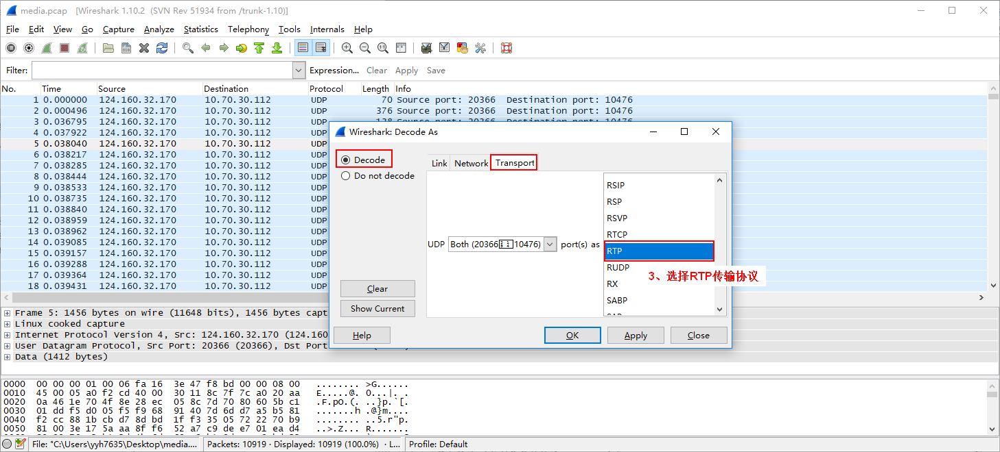 media.pcap [Wireshark 1.10.2 (SVN Rev 51934 from /trunk-1.10)]
File Edit View Go Capture Analyze Statistics Telephony Tools Internals Help
Filter: Expression... Clear Apply Save
No. Time Source Destination Protocol Length Info
1 0.000000 124.160.32.170 10.70.30.112 UDP 70 Source port: 20366 Destination port: 10476
2 0.000496 124.160.32.170 10.70.30.112 UDP 376 Source port: 20366 Destination port: 10476
3 0.036795 124.160.32.170 10.70.30.112 UDP
4 0.037922 124.160.32.170 10.70.30.112 UDP
5 0.038040 124.160.32.170 10.70.30.112 UDP
6 0.038217 124.160.32.170 10.70.30.112 UDP
7 0.038285 124.160.32.170 10.70.30.112 UDP
8 0.038444 124.160.32.170 10.70.30.112 UDP
9 0.038533 124.160.32.170 10.70.30.112 UDP
10 0.038735 124.160.32.170 10.70.30.112 UDP
11 0.038840 124.160.32.170 10.70.30.112 UDP
12 0.038959 124.160.32.170 10.70.30.112 UDP
13 0.038962 124.160.32.170 10.70.30.112 UDP
14 0.039085 124.160.32.170 10.70.30.112 UDP
15 0.039157 124.160.32.170 10.70.30.112 UDP
16 0.039288 124.160.32.170 10.70.30.112 UDP
17 0.039364 124.160.32.170 10.70.30.112 UDP
18 0.039431 124.160.32.170 10.70.30.112 UDP
Wireshark: Decode As
Decode
Do not decode
Link Network Transport
RSIP
RSP
RSVP
RTCP
UDP Both (20366 10476) port(s) as
RTP
RUDP
RX
SABP
3、选择RTP传输协议
Clear
Show Current
Help OK Apply Close
Frame 5: 1456 bytes on wire (11648 bits), 1456 bytes capt
Linux cooked capture
Internet Protocol Version 4, Src: 124.160.32.170 (124.160
User Datagram Protocol, Src Port: 20366 (20366), Dst Port
Data (1412 bytes)
0000 00 00 00 01 00 06 fa 16 3e 47 f8 bd 00 00 08 00 ........ >G......
0010 45 00 05 a0 f2 cd 40 00 30 11 8c 7f 7c a0 20 aa E.....@. 0...|. .
0020 0a 46 1e 70 4f 8e 28 ec 05 8c 7d 70 80 60 5b c1 .F.pO.(. ..}p.`[.
0030 01 dd f5 d0 05 f5 f9 68 91 40 7d 6d d7 a5 b5 81 .......h .@}m....
0040 f2 cc 88 1b cb d7 8d bd 1f f3 35 05 72 22 70 b9 ........ ..5.r"p.
0050 81 00 3e 17 5a aa 8f f6 52 a7 c9 de e7 01 ea d4 ..>.Z... R.......
File: "C:\Users\yyh7635\Desktop\media.... Packets: 10919 · Displayed: 10919 (100.0%) · L... Profile: Default